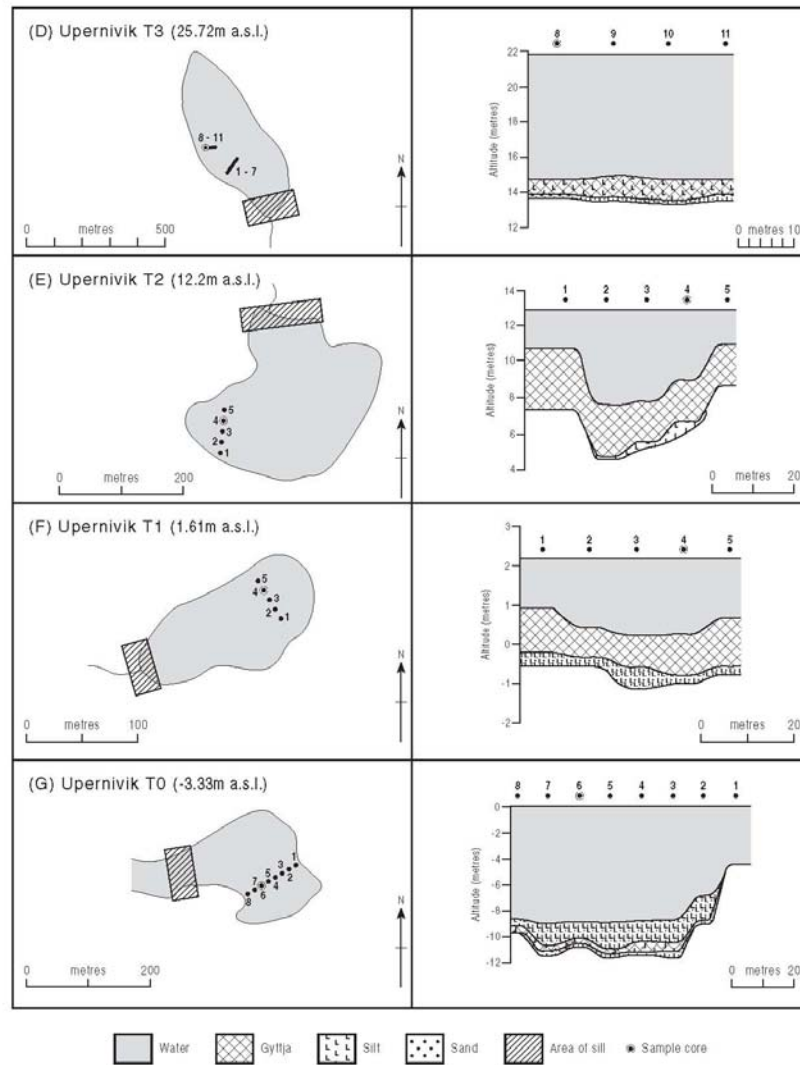 (D) Upernivik T3 (25.72m a.s.l.)
8 - 11
1 - 7
N
0 metres 500
8 9 10 11
Altitude (metres)
22
20
18
16
14
12
0 metres 10
(E) Upernivik T2 (12.2m a.s.l.)
5
4
3
2
1
N
0 metres 200
1 2 3 4 5
Altitude (metres)
14
12
10
8
6
4
0 20
metres
(F) Upernivik T1 (1.61m a.s.l.)
5
4
3
2
1
N
0 metres 100
1 2 3 4 5
Altitude (metres)
3
2
1
0
-1
-2
0 20
metres
(G) Upernivik T0 (-3.33m a.s.l.)
1
3
2
5
4
7
6
8
N
0 metres 200
8 7 6 5 4 3 2 1
Altitude (metres)
0
-2
-4
-6
-8
-10
-12
0 20
metres
Water Gyttja Silt Sand Area of sill Sample core